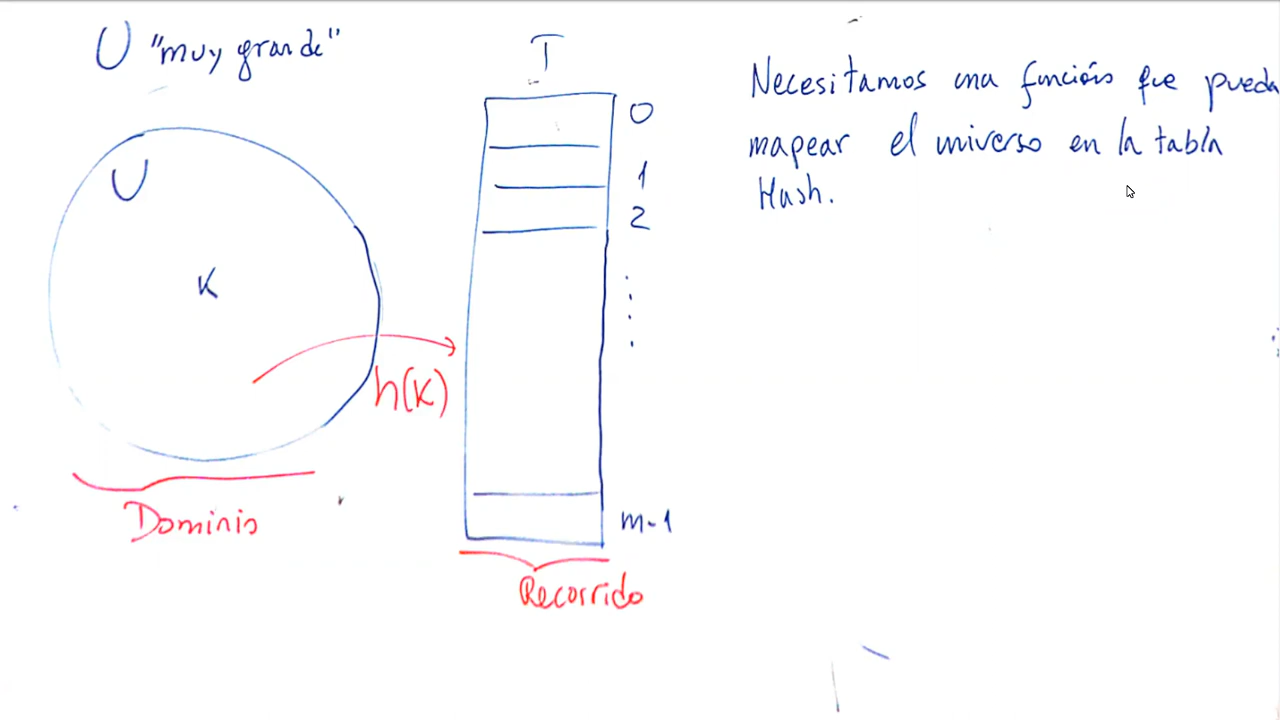 U "muy grande"
U
K
h(K)
Dominio
T
0
1
2
m-1
Recorrido
Necesitamos una función que pueda
mapear el universo en la tabla
Hash.